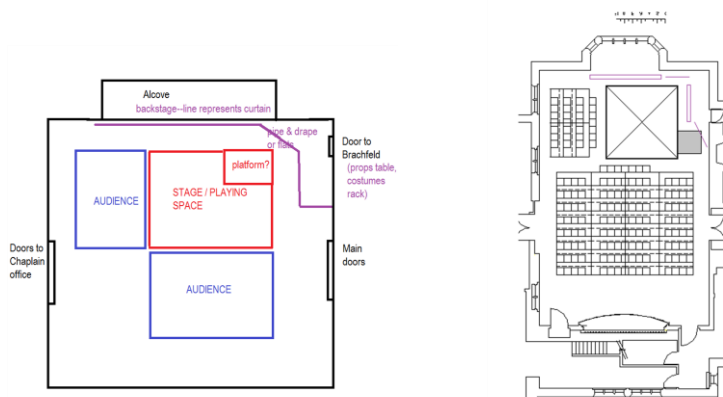 Alcove
backstage--line represents curtain
pipe & drape
or flats
Door to
Brachfeld
(props table,
costumes
rack)
platform?
STAGE / PLAYING
SPACE
AUDIENCE
Doors to
Chaplain
office
Main
doors
AUDIENCE